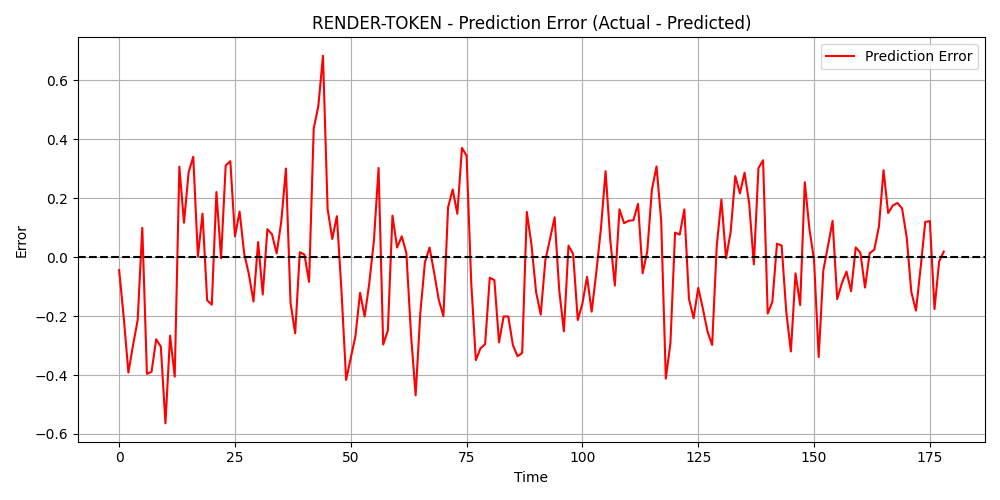 RENDER-TOKEN - Prediction Error (Actual - Predicted)
Prediction Error
Error
0.6
0.4
0.2
0.0
−0.2
−0.4
−0.6
0 25 50 75 100 125 150 175
Time